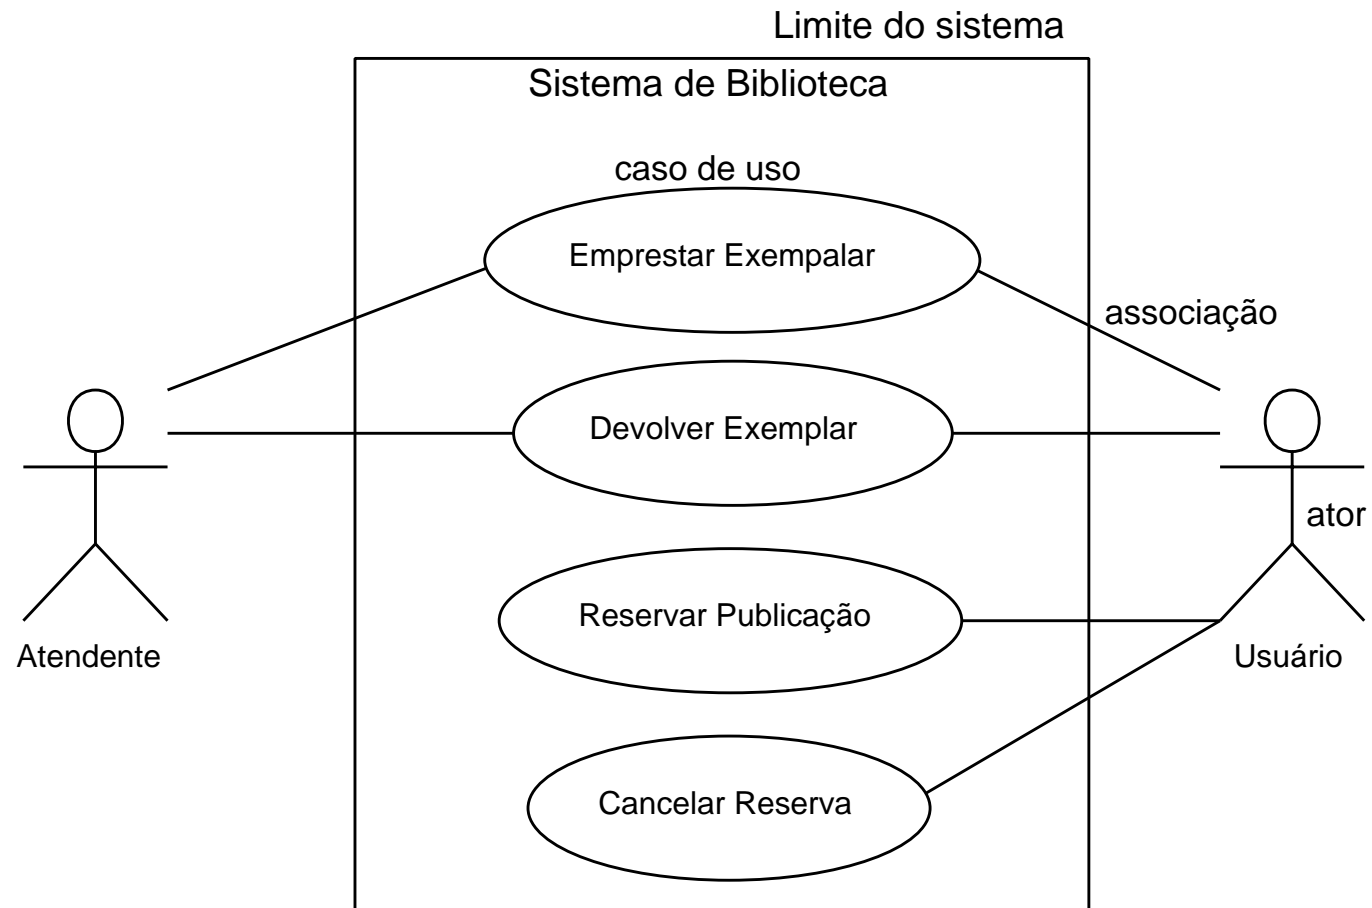 Limite do sistema
Sistema de Biblioteca
caso de uso
Emprestar Exempalar
associação
Devolver Exemplar
ator
Reservar Publicação
Atendente
Usuário
Cancelar Reserva